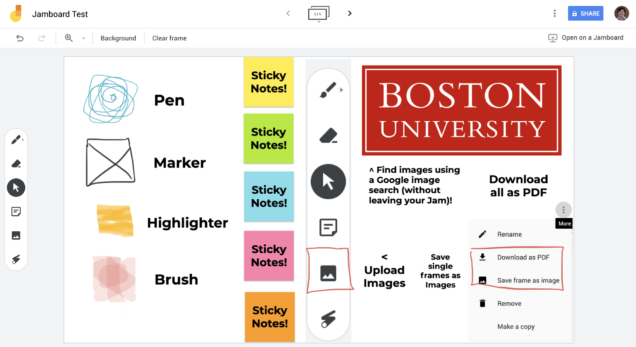 Jamboard Test
1/1
SHARE
Background
Clear frame
Open on a Jamboard
Pen
Marker
Highlighter
Brush
Sticky
Notes!
Sticky
Notes!
Sticky
Notes!
Sticky
Notes!
Sticky
Notes!
BOSTON
UNIVERSITY
^ Find images using
a Google image
search (without
leaving your Jam)!
Download
all as PDF
<
Upload
Images
Save
single
frames as
Images
More
Rename
Download as PDF
Save frame as image
Remove
Make a copy